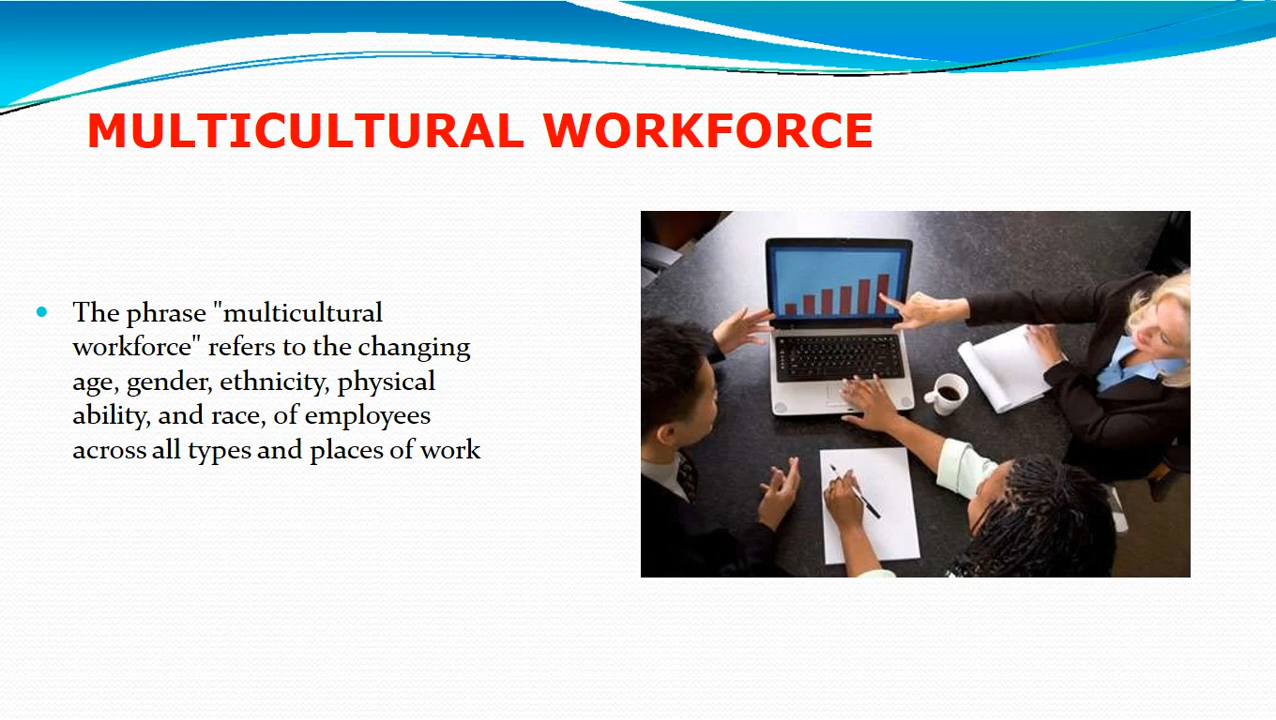 MULTICULTURAL WORKFORCE
The phrase "multicultural
workforce" refers to the changing
age, gender, ethnicity, physical
ability, and race, of employees
across all types and places of work